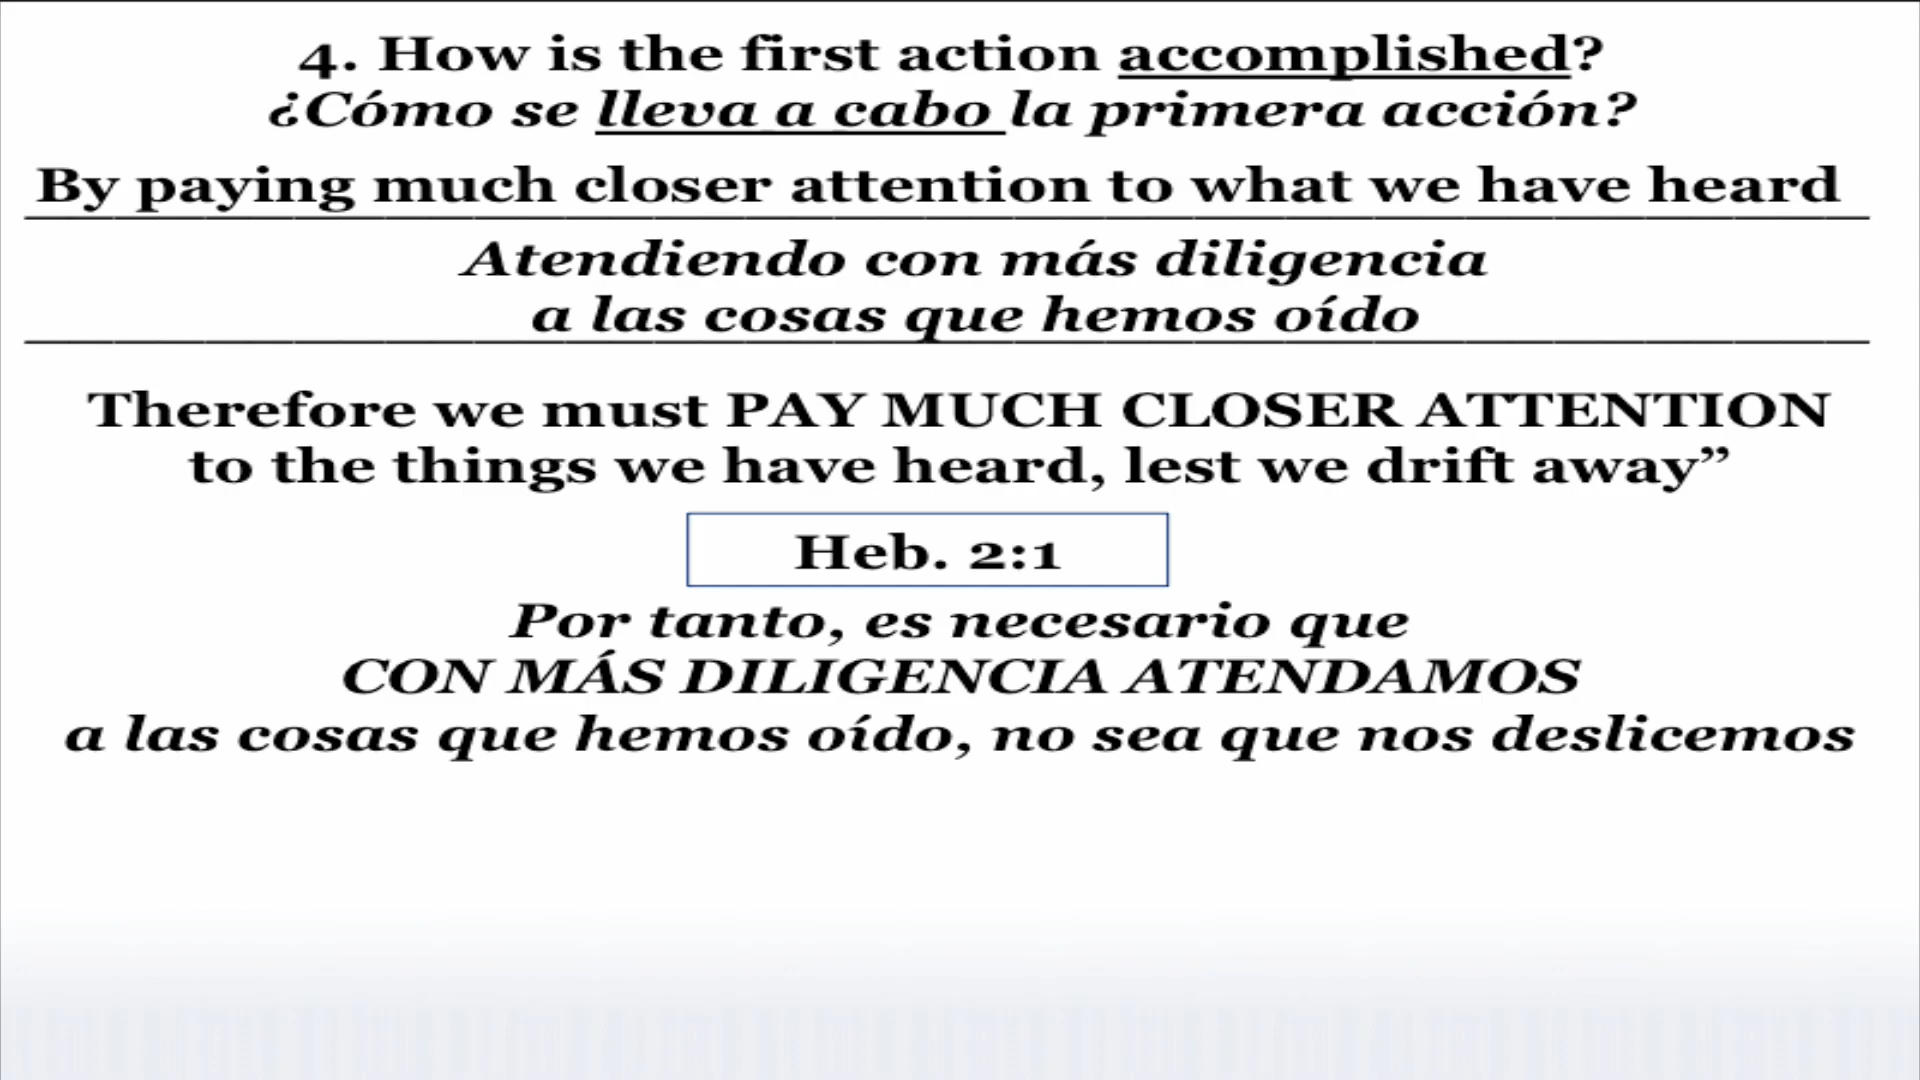 4. How is the first action accomplished?
¿Cómo se lleva a cabo la primera acción?
By paying much closer attention to what we have heard
Atendiendo con más diligencia
a las cosas que hemos oído
Therefore we must PAY MUCH CLOSER ATTENTION
to the things we have heard, lest we drift away”
Heb. 2:1
Por tanto, es necesario que
CON MÁS DILIGENCIA ATENDAMOS
a las cosas que hemos oído, no sea que nos deslicemos